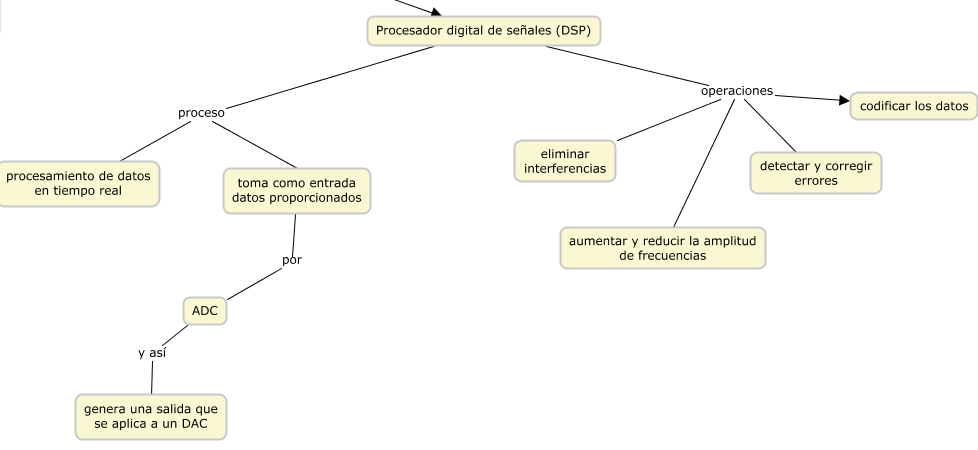 Procesador digital de señales (DSP)
operaciones
codificar los datos
proceso
eliminar
interferencias
detectar y corregir
errores
procesamiento de datos
en tiempo real
toma como entrada
datos proporcionados
aumentar y reducir la amplitud
de frecuencias
por
ADC
y así
genera una salida que
se aplica a un DAC